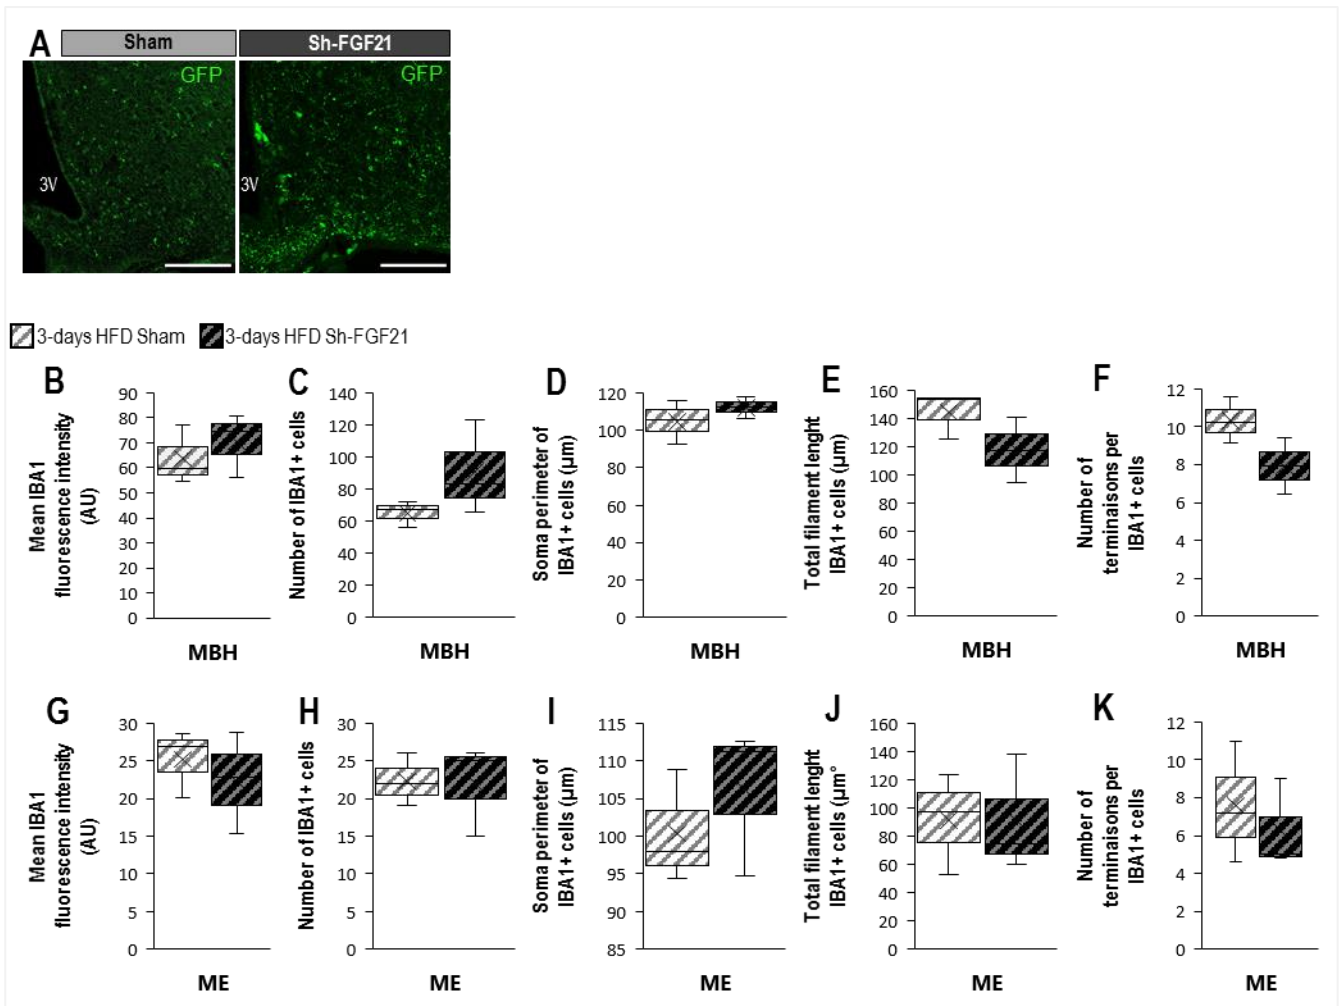 A
Sham
Sh-FGF21
GFP
GFP
3V
3V
3-days HFD Sham
3-days HFD Sh-FGF21
B
Mean IBA1
fluorescence intensity
(AU)
90
80
70
60
50
40
30
20
10
0
MBH
C
Number of IBA1+ cells
140
120
100
80
60
40
20
0
MBH
D
Soma perimeter of
IBA1+ cells (µm)
120
100
80
60
40
20
0
MBH
E
Total filament lenght
IBA1+ cells (µm)
160
140
120
100
80
60
40
20
0
MBH
F
Number of
terminaisons per
IBA1+ cells
12
10
8
6
4
2
0
MBH
G
Mean IBA1
fluorescence intensity
(AU)
30
25
20
15
10
5
0
ME
H
Number of IBA1+ cells
30
25
20
15
10
5
0
ME
I
Soma perimeter of
IBA1+ cells (µm)
115
110
105
100
95
90
85
ME
J
Total filament lenght
IBA1+ cells (µm°
160
140
120
100
80
60
40
20
0
ME
K
Number of
terminaisons per
IBA1+ cells
12
10
8
6
4
2
0
ME